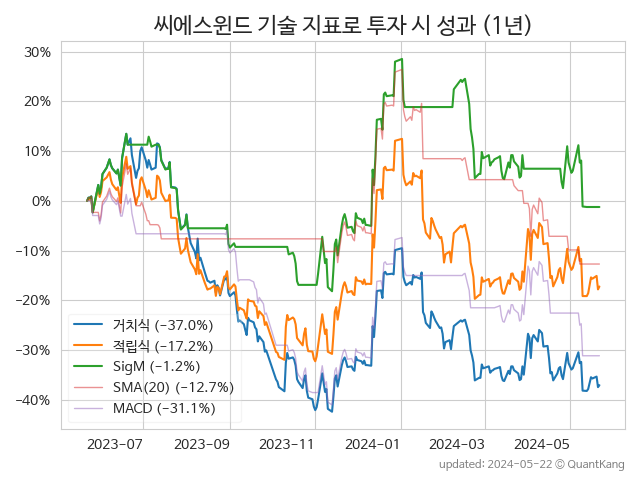 씨에스윈드 기술 지표로 투자 시 성과 (1년)
30%
20%
10%
0%
−10%
−20%
−30%
−40%
거치식 (−37.0%)
적립식 (−17.2%)
SigM (−1.2%)
SMA(20) (−12.7%)
MACD (−31.1%)
2023-07
2023-09
2023-11
2024-01
2024-03
2024-05
updated: 2024-05-22 © QuantKang